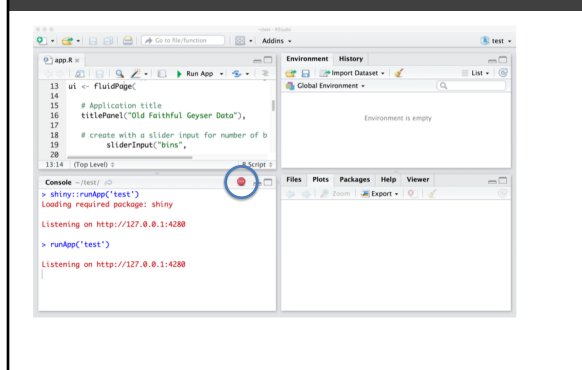 Go to file/function
Addins
test
app.R
Run App
13 ui <- fluidPage(
14
15 # Application title
16 titlePanel("Old Faithful Geyser Data"),
17
18 # create with a slider input for number of b
19 sliderInput("bins",
20
13:14 (Top Level) R Script
Console ~/test/
> shiny::runApp('test')
Loading required package: shiny
Listening on http://127.0.0.1:4280
> runApp('test')
Listening on http://127.0.0.1:4280
Environment History
Import Dataset List
Global Environment
Environment is empty
Files Plots Packages Help Viewer
Zoom Export